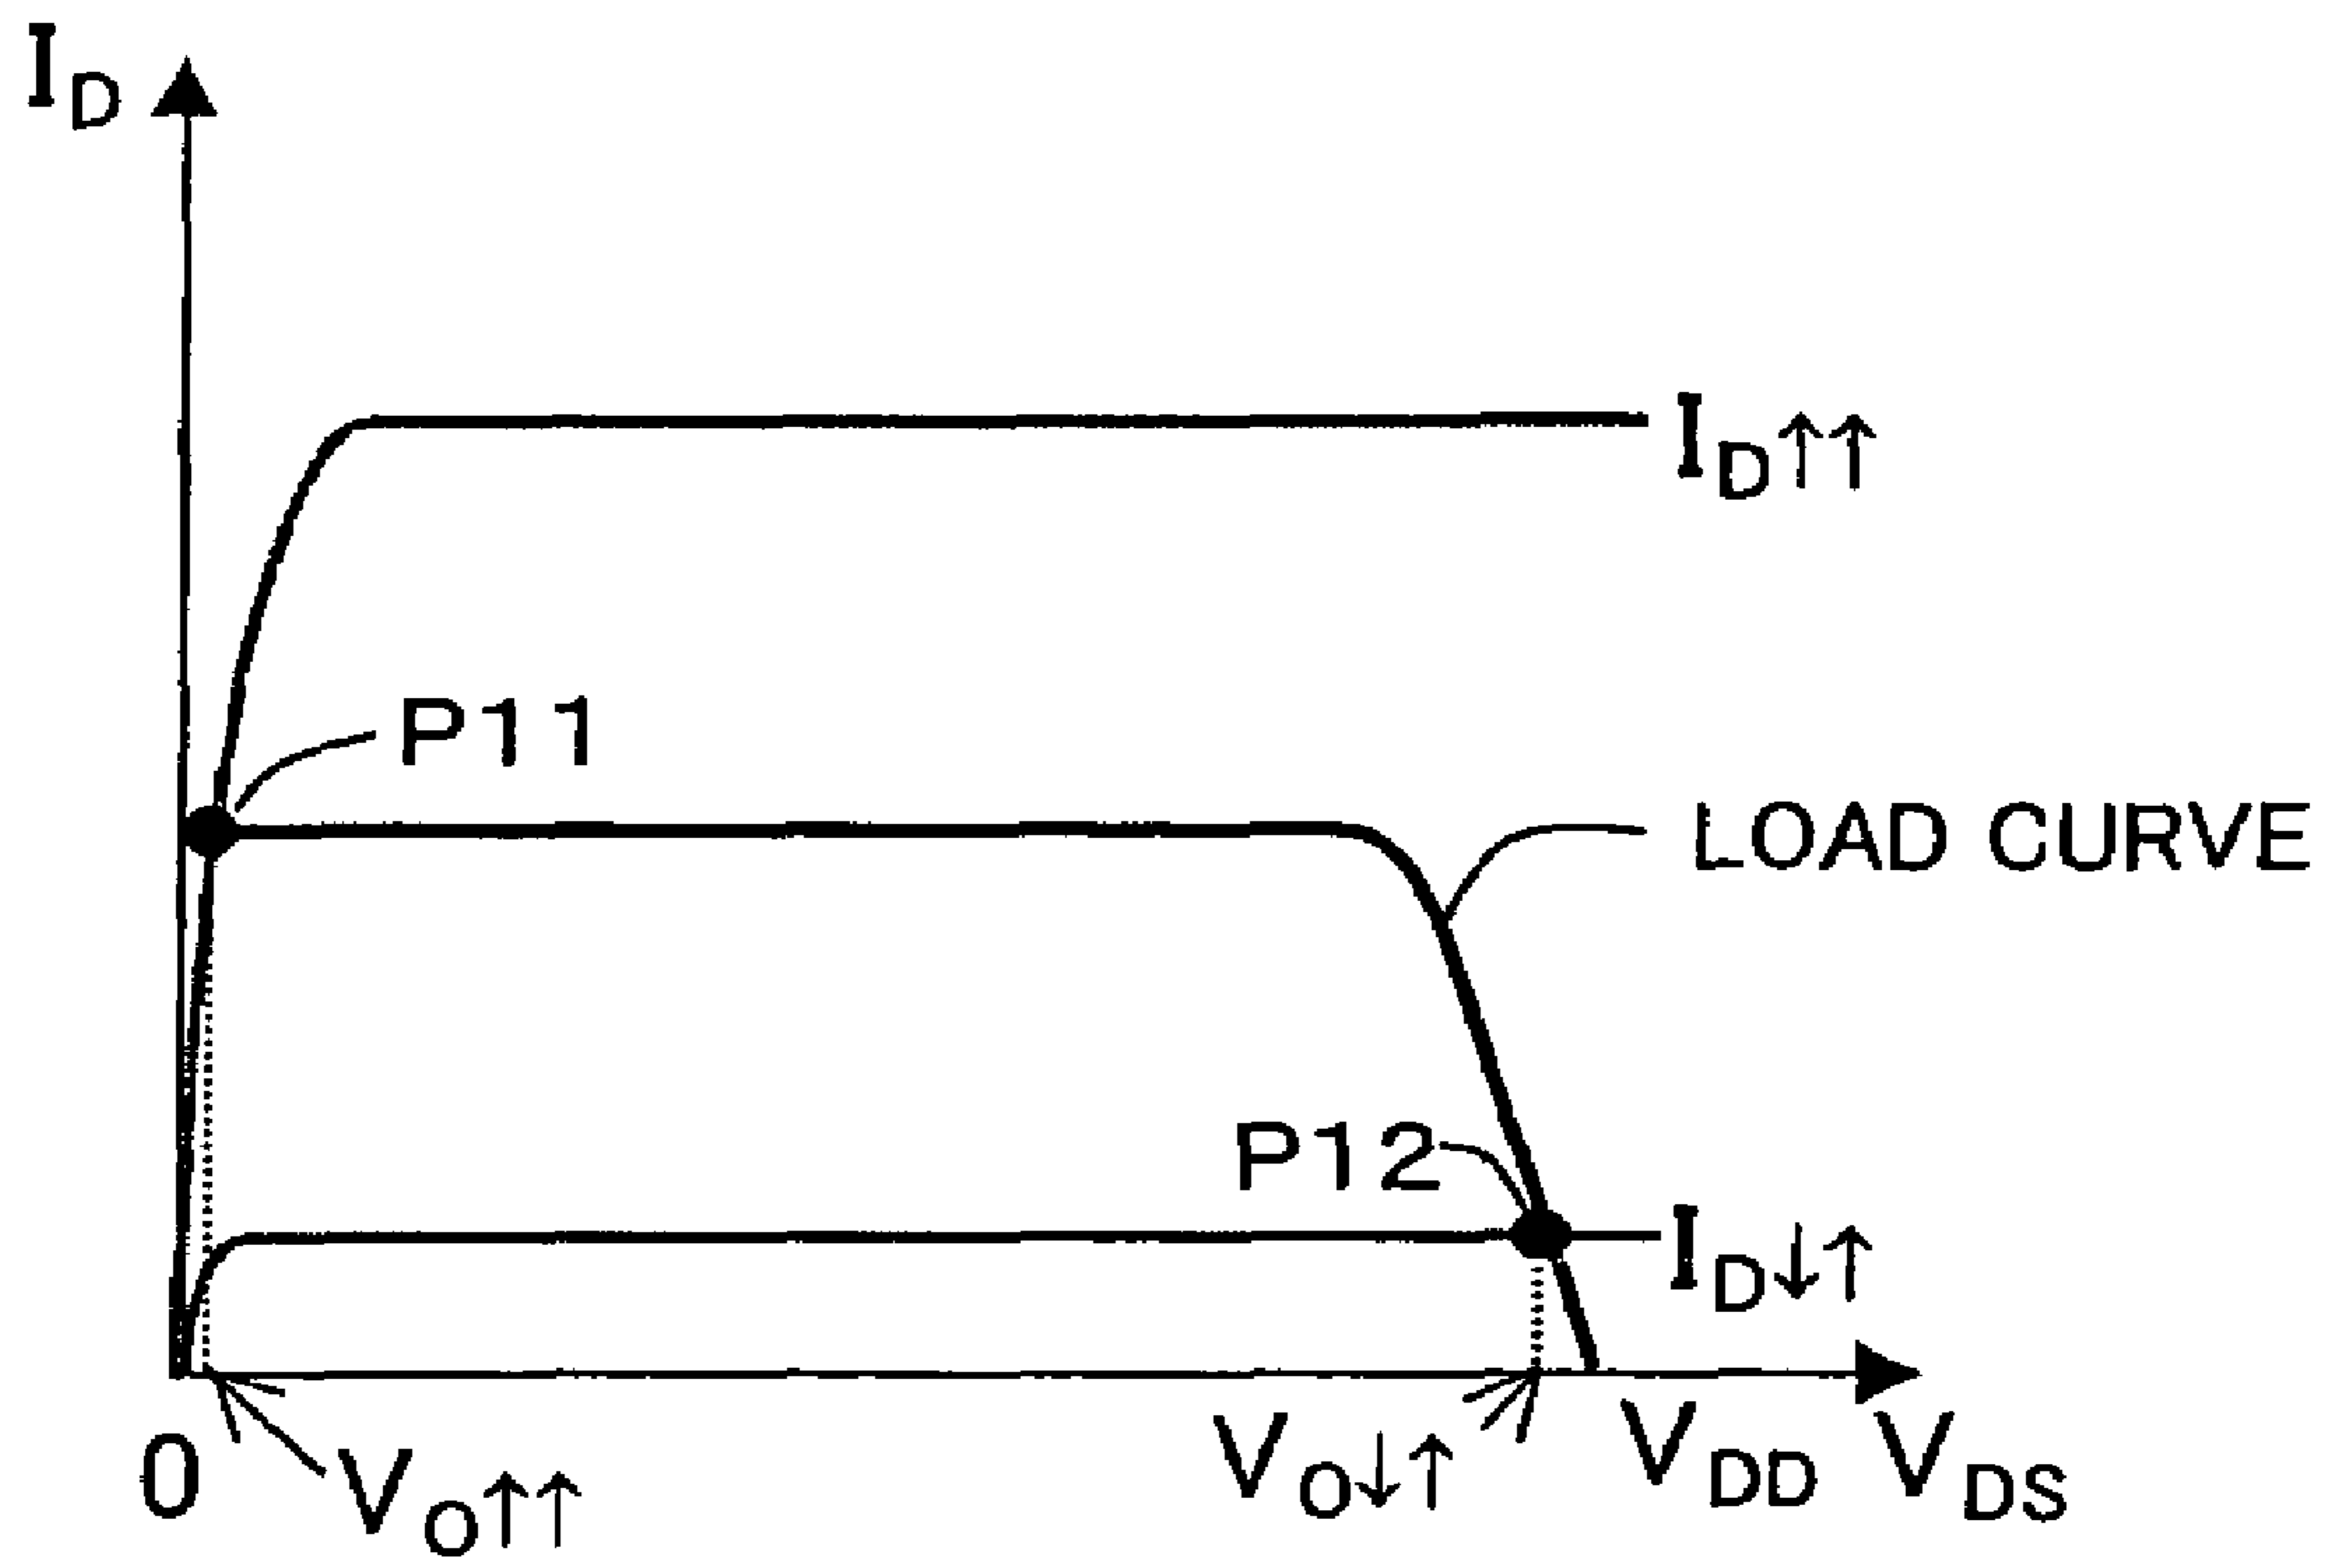 I_D
I_D↑↑
P11
LOAD CURVE
P12
I_D↓↑
0
V_O↑↑
V_O↓↑
V_DD
V_DS